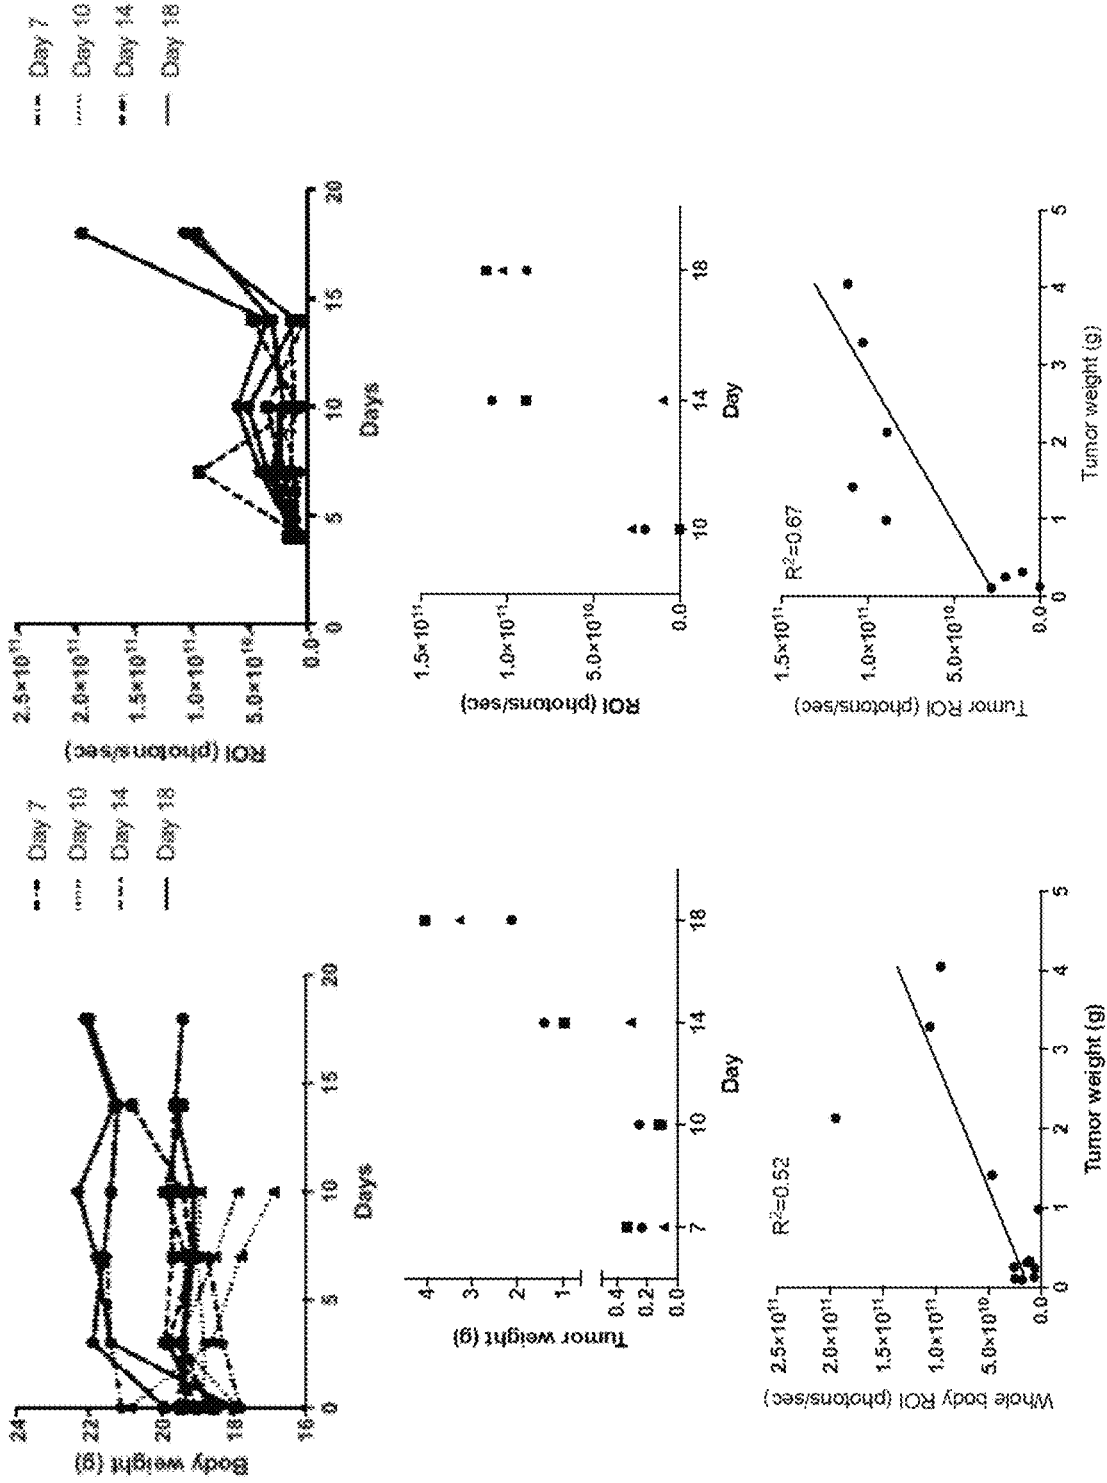 Body weight (g)
24
22
20
18
16
0 5 10 15 20
Days
Day 7
Day 10
Day 14
Day 18
ROI (photons/sec)
2.5×10¹¹
2.0×10¹¹
1.5×10¹¹
1.0×10¹¹
5.0×10¹⁰
0.0
0 5 10 15 20
Days
Day 7
Day 10
Day 14
Day 18
Tumor weight (g)
4
3
2
1
0.4
0.2
0.0
7 10 14 18
Day
ROI (photons/sec)
1.5×10¹¹
1.0×10¹¹
5.0×10¹⁰
0.0
10 14 18
Day
Whole body ROI (photons/sec)
2.5×10¹¹
2.0×10¹¹
1.5×10¹¹
1.0×10¹¹
5.0×10¹⁰
0.0
R²=0.52
0 1 2 3 4 5
Tumor weight (g)
Tumor ROI (photons/sec)
1.5×10¹¹
1.0×10¹¹
5.0×10¹⁰
0.0
R²=0.67
0 1 2 3 4 5
Tumor weight (g)